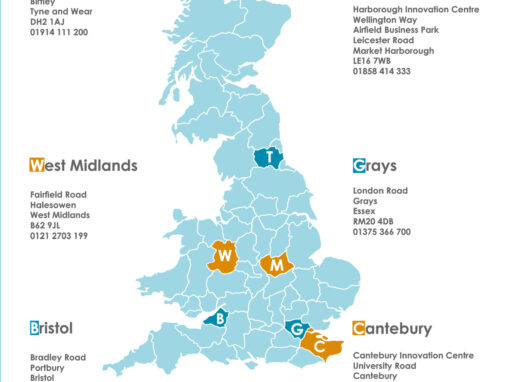 Birtley
Tyne and Wear
DH2 1AJ
01914 111 200
Harborough Innovation Centre
Wellington Way
Airfield Business Park
Leicester Road
Market Harborough
LE16 7WB
01858 414 333
T
West Midlands
Fairfield Road
Halesowen
West Midlands
B62 9JL
0121 2703 199
Grays
London Road
Grays
Essex
RM20 4DB
01375 366 700
W
M
B
G
C
Bristol
Bradley Road
Portbury
Bristol
Cantebury
Cantebury Innovation Centre
University Road
Cantebury